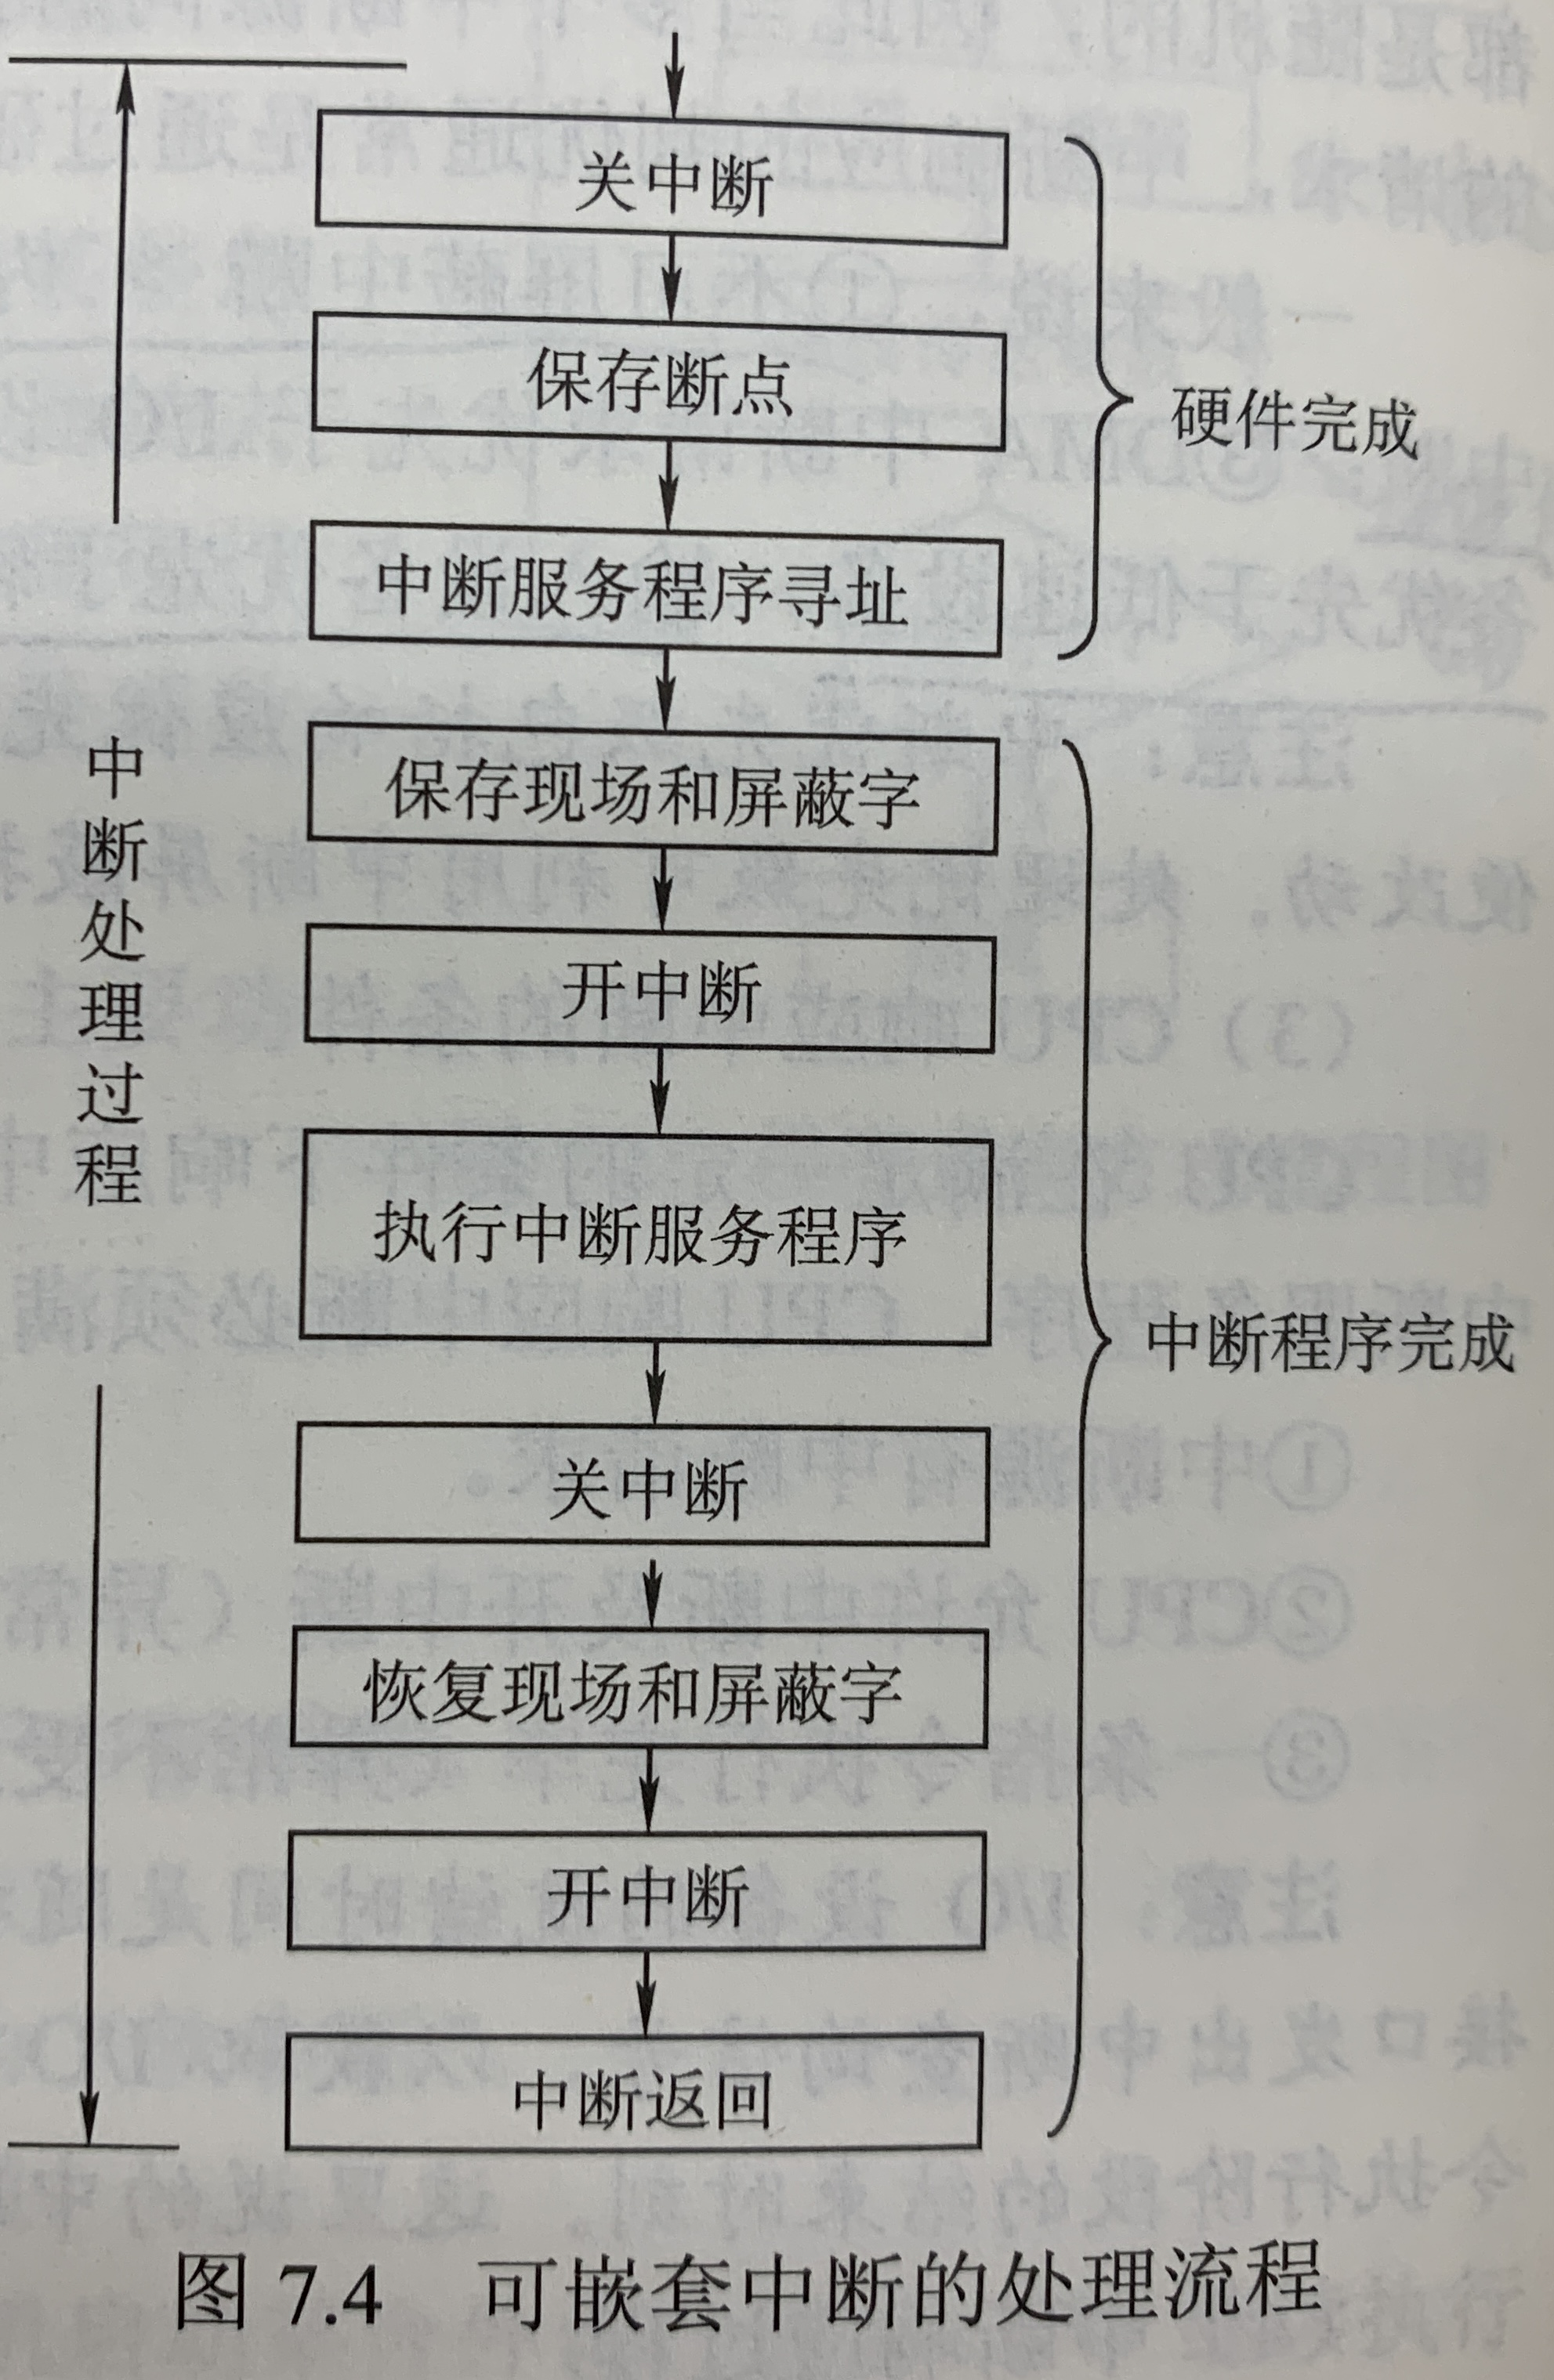 关中断
保存断点
中断服务程序寻址
硬件完成
保存现场和屏蔽字
开中断
执行中断服务程序
关中断
恢复现场和屏蔽字
开中断
中断返回
中断程序完成
中断处理过程
图 7.4 可嵌套中断的处理流程